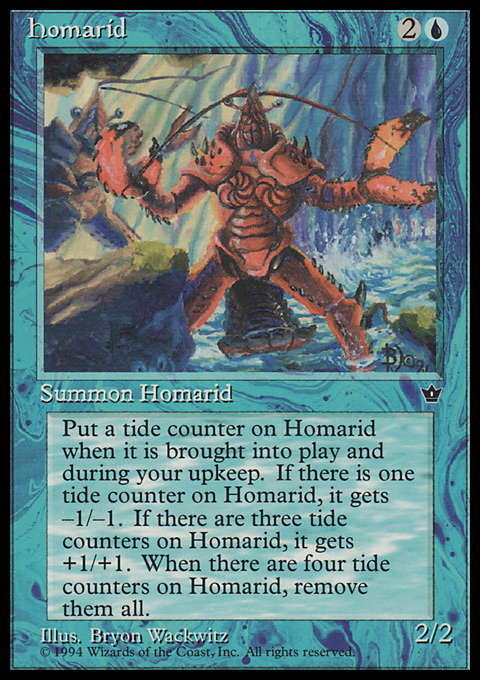 Homarid 2
Summon Homarid
Put a tide counter on Homarid
when it is brought into play and
during your upkeep. If there is one
tide counter on Homarid, it gets
–1/–1. If there are three tide
counters on Homarid, it gets
+1/+1. When there are four tide
counters on Homarid, remove
them all.
Illus. Bryon Wackwitz 2/2
© 1994 Wizards of the Coast, Inc. All rights reserved.